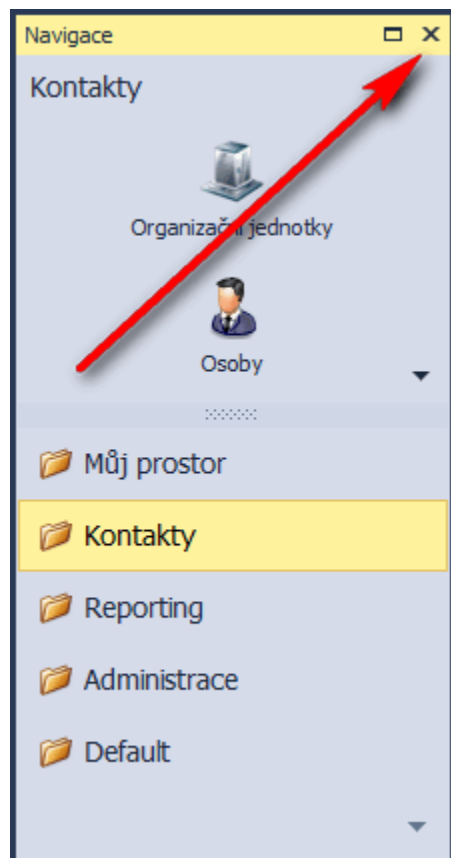 Navigace
Kontakty
Organizační jednotky
Osoby
Můj prostor
Kontakty
Reporting
Administrace
Default